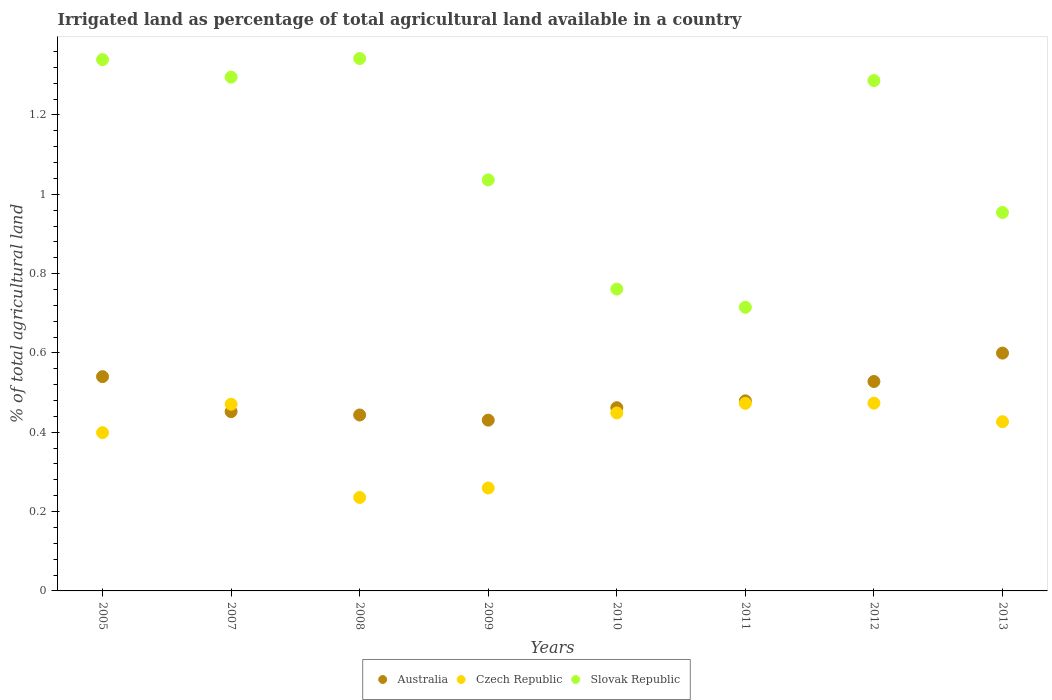 Irrigated land as percentage of total agricultural land available in a country
% of total agricultural land
1.2
1
0.8
0.6
0.4
0.2
0
2005
2007
2008
2009
2010
2011
2012
2013
Years
Australia
Czech Republic
Slovak Republic